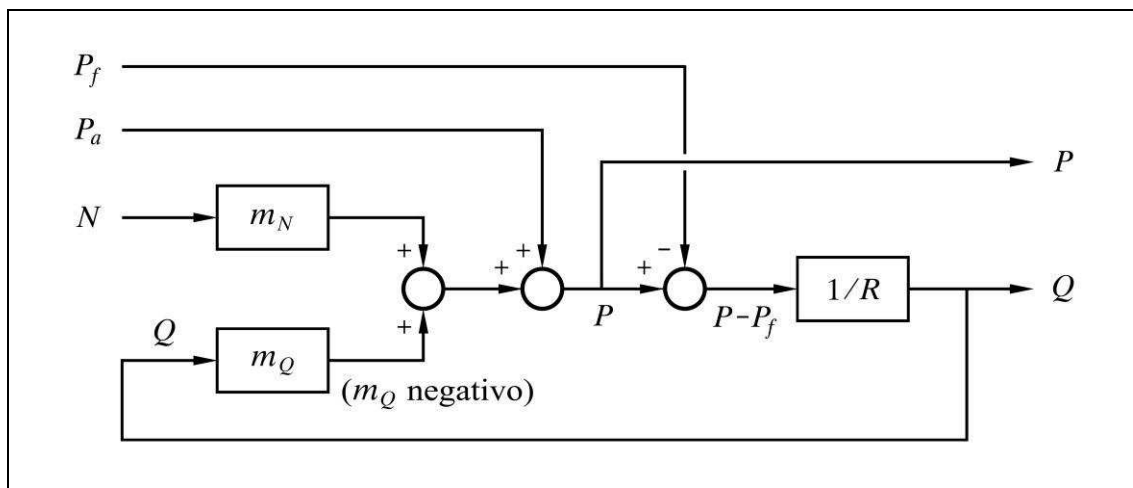 P_f
P_a
P
N
m_N
+
+
+
-
+
1/R
Q
P
P-P_f
Q
+
m_Q
(m_Q negativo)